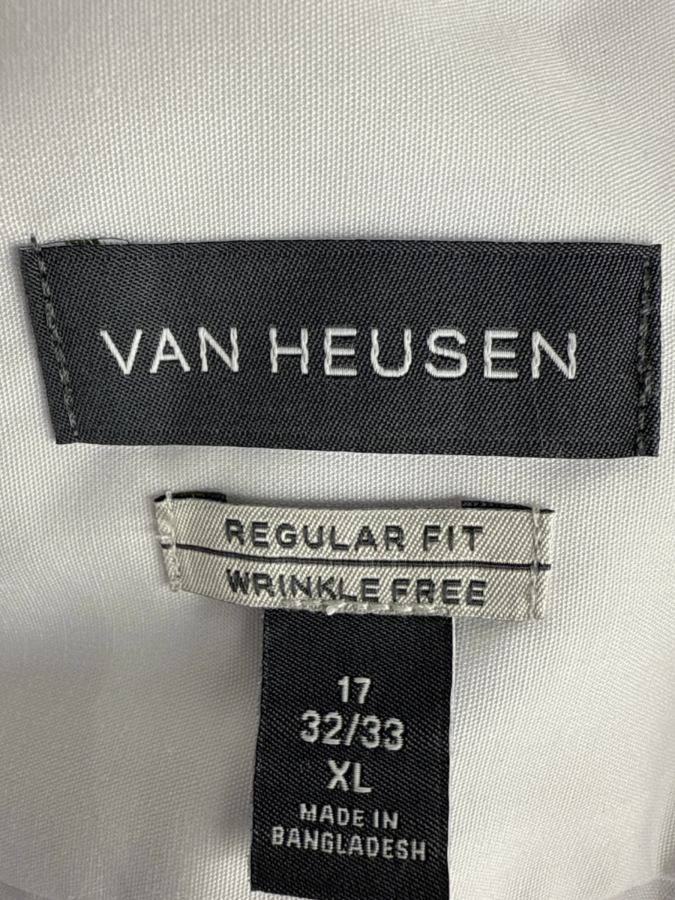 VAN HEUSEN
REGULAR FIT
WRINKLE FREE
17
32/33
XL
MADE IN
BANGLADESH